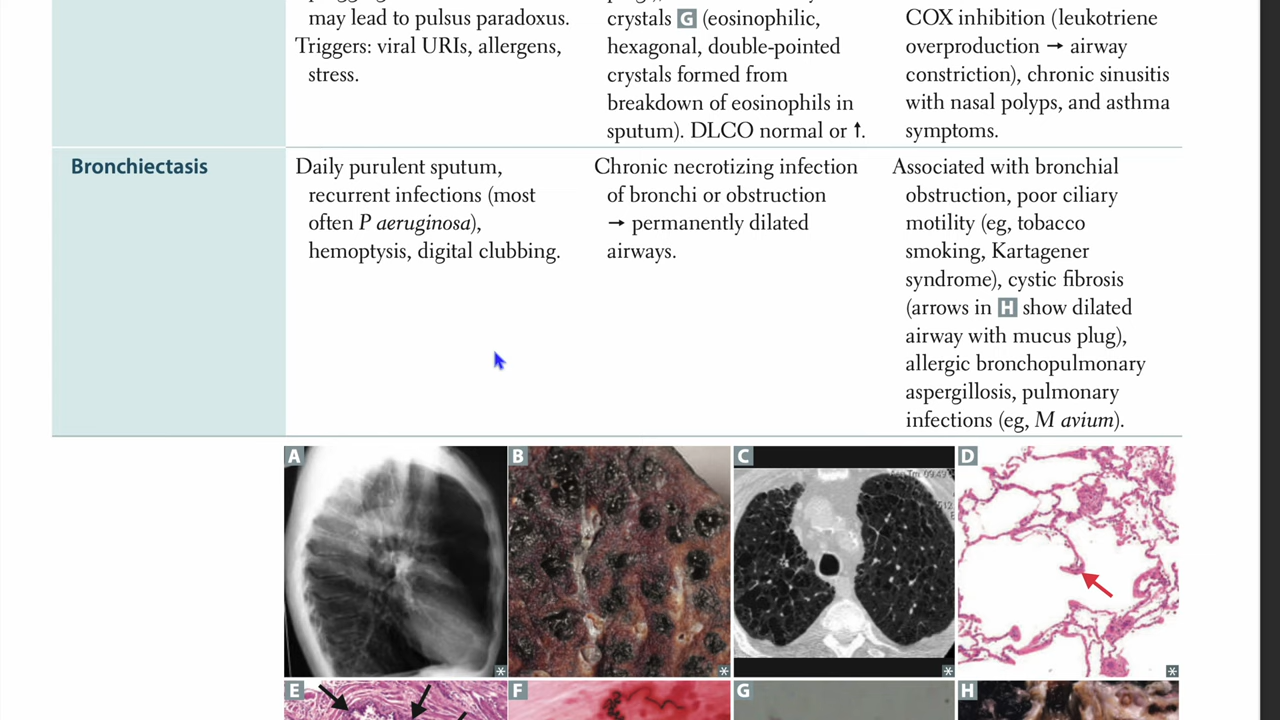 may lead to pulsus paradoxus.
Triggers: viral URIs, allergens,
stress.
crystals G (eosinophilic,
hexagonal, double-pointed
crystals formed from
breakdown of eosinophils in
sputum). DLCO normal or ↑.
COX inhibition (leukotriene
overproduction → airway
constriction), chronic sinusitis
with nasal polyps, and asthma
symptoms.
Bronchiectasis
Daily purulent sputum,
recurrent infections (most
often P aeruginosa),
hemoptysis, digital clubbing.
Chronic necrotizing infection
of bronchi or obstruction
→ permanently dilated
airways.
Associated with bronchial
obstruction, poor ciliary
motility (eg, tobacco
smoking, Kartagener
syndrome), cystic fibrosis
(arrows in H show dilated
airway with mucus plug),
allergic bronchopulmonary
aspergillosis, pulmonary
infections (eg, M avium).
A
B
C
D
E
F
G
H